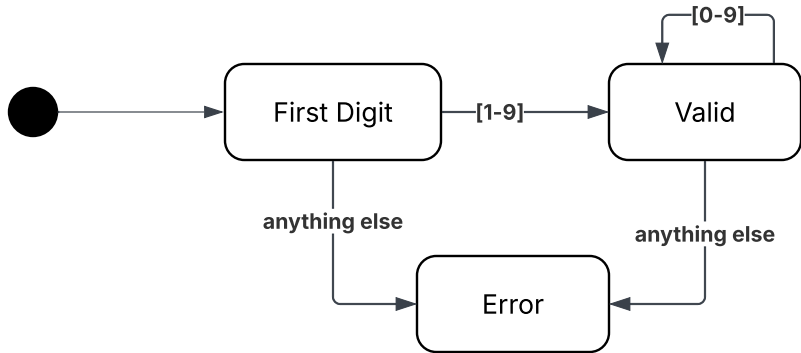 [0-9]
First Digit
[1-9]
Valid
anything else
anything else
Error